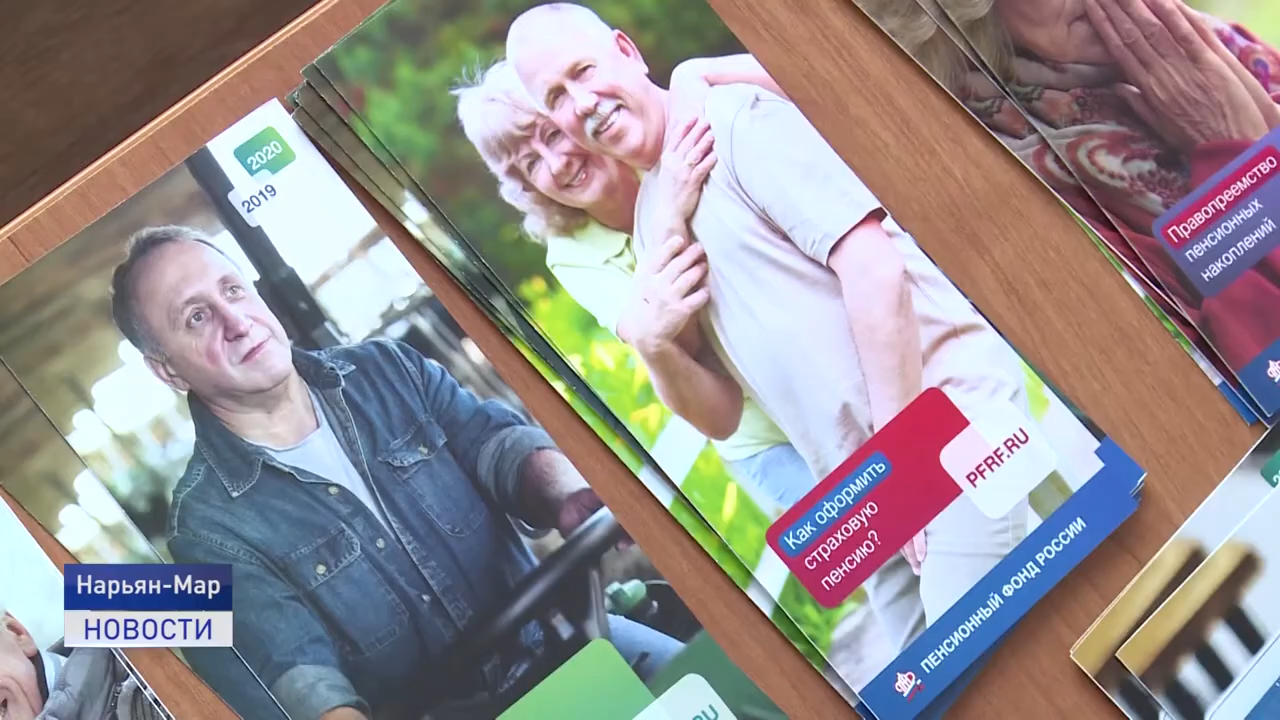 2020
2019
Как оформить
страховую
пенсию?
PFRF.RU
ПЕНСИОННЫЙ ФОНД РОССИИ
Правопреемство
пенсионных
накоплений
Нарьян-Мар
НОВОСТИ